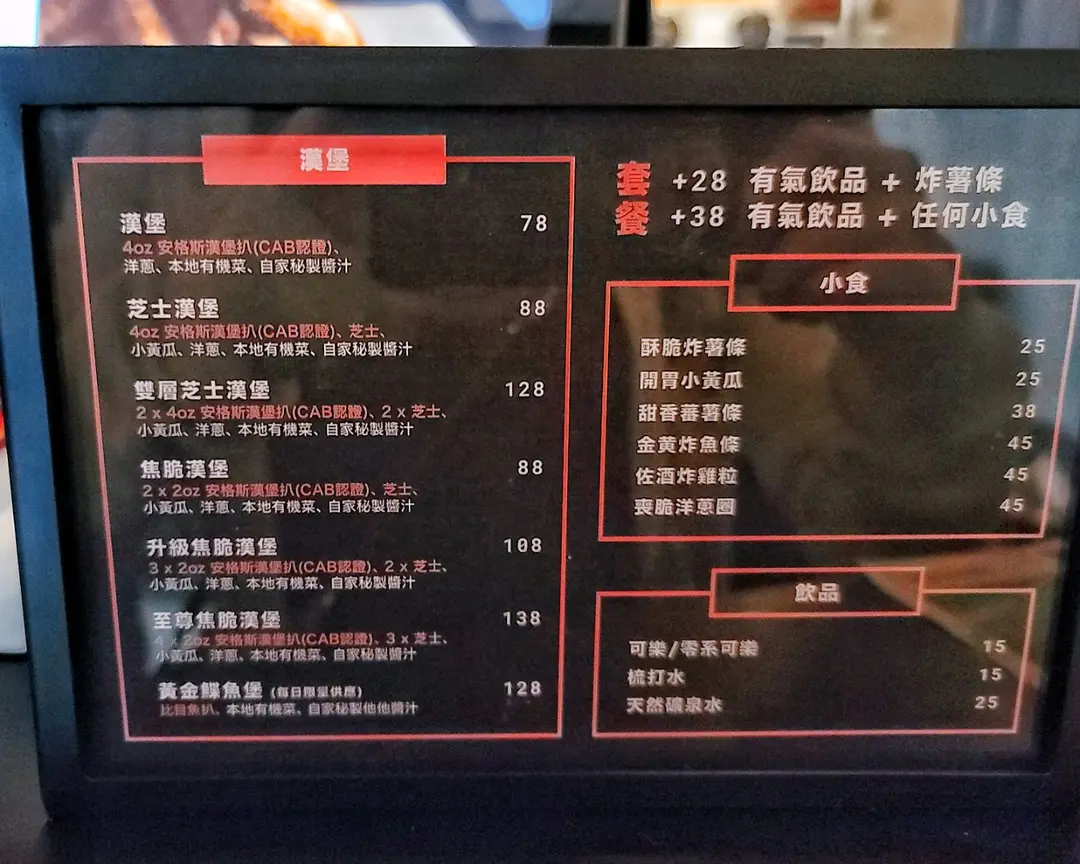 漢堡
漢堡 78
4oz 安格斯漢堡扒(CAB認證)、
洋蔥、本地有機菜、自家秘製醬汁
芝士漢堡 88
4oz 安格斯漢堡扒(CAB認證)、芝士、
小黃瓜、洋蔥、本地有機菜、自家秘製醬汁
雙層芝士漢堡 128
2 x 4oz 安格斯漢堡扒(CAB認證)、2 x 芝士、
小黃瓜、洋蔥、本地有機菜、自家秘製醬汁
焦脆漢堡 88
2 x 2oz 安格斯漢堡扒(CAB認證)、芝士、
小黃瓜、洋蔥、本地有機菜、自家秘製醬汁
升級焦脆漢堡 108
3 x 2oz 安格斯漢堡扒(CAB認證)、2 x 芝士、
小黃瓜、洋蔥、本地有機菜、自家秘製醬汁
至尊焦脆漢堡 138
4 x 2oz 安格斯漢堡扒(CAB認證)、3 x 芝士、
小黃瓜、洋蔥、本地有機菜、自家秘製醬汁
黃金鰈魚堡 (每日限量供應) 128
比目魚扒、本地有機菜、自家秘製他他醬汁
套餐
+28 有氣飲品 + 炸薯條
+38 有氣飲品 + 任何小食
小食
酥脆炸薯條 25
開胃小黃瓜 25
甜香蕃薯條 38
金黃炸魚條 45
佐酒炸雞粒 45
喪脆洋蔥圈 45
飲品
可樂/零系可樂 15
梳打水 15
天然礦泉水 25